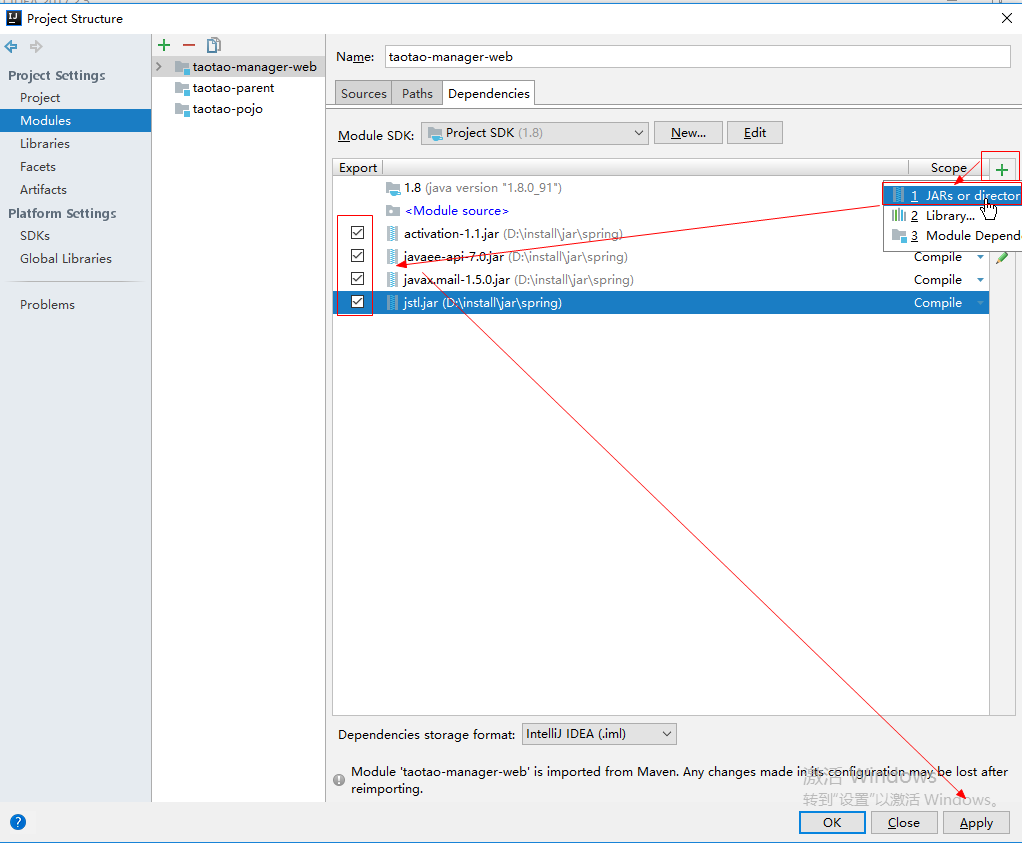 Project Structure
Project Settings
Project
Modules
Libraries
Facets
Artifacts
Platform Settings
SDKs
Global Libraries
Problems
taotao-manager-web
taotao-parent
taotao-pojo
Name: taotao-manager-web
Sources Paths Dependencies
Module SDK: Project SDK (1.8) New... Edit
Export Scope
1.8 (java version "1.8.0_91")
<Module source>
activation-1.1.jar (D:\install\jar\spring)
javaee-api-7.0.jar (D:\install\jar\spring) Compile
javax.mail-1.5.0.jar (D:\install\jar\spring) Compile
jstl.jar (D:\install\jar\spring) Compile
1 JARs or director
2 Library...
3 Module Depend
Dependencies storage format: IntelliJ IDEA (.iml)
Module 'taotao-manager-web' is imported from Maven. Any changes made in its configuration may be lost after
reimporting.
激活 Windows
转到"设置"以激活 Windows。
OK Close Apply